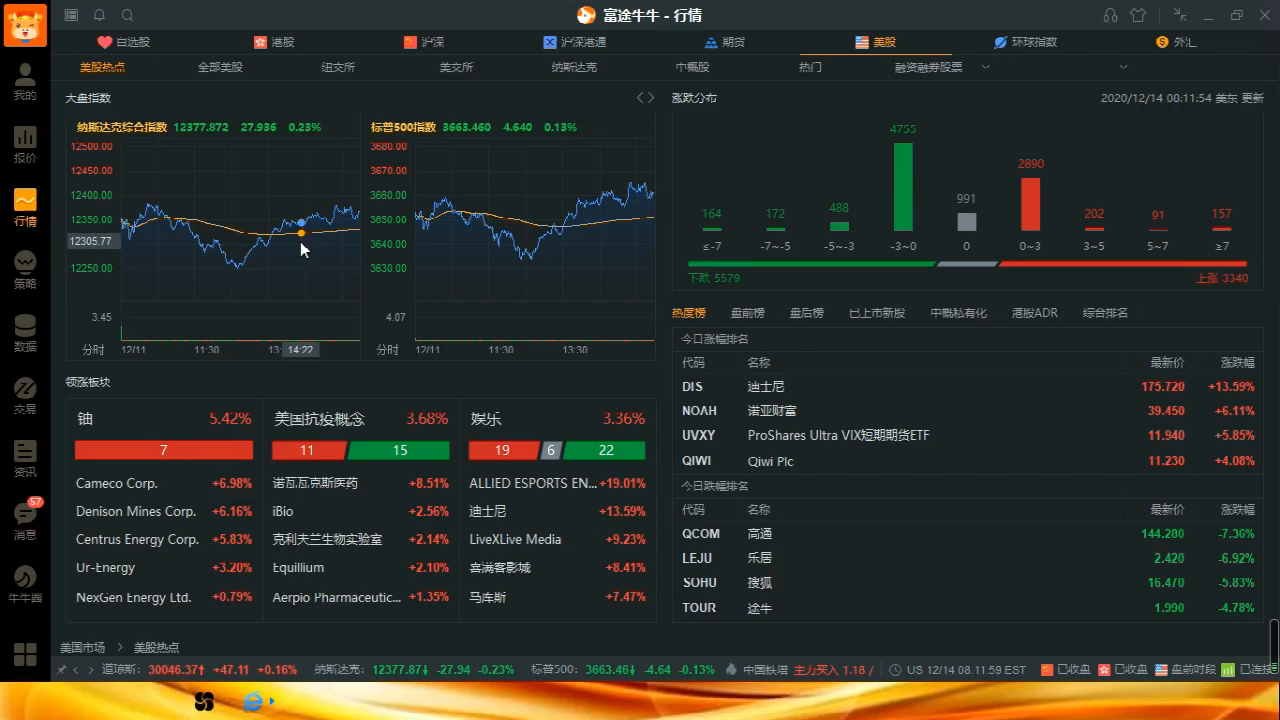 富途牛牛 - 行情
自选股 港股 沪深 沪深港通 期货 美股 环球指数 外汇
美股热点 全部美股 纽交所 美交所 纳斯达克 中概股 热门 融资融券股票
我的
报价
行情
策略
数据
交易
资讯
57
消息
牛牛圈
大盘指数
纳斯达克综合指数 12377.872 27.936 0.23%
12500.00
12450.00
12400.00
12350.00
12305.77
12250.00
3.45
分时 12/11 11:30 13: 14:22
标普500指数 3663.460 4.640 0.13%
3680.00
3670.00
3660.00
3650.00
3640.00
3630.00
4.07
分时 12/11 11:30 13:30
涨跌分布 2020/12/14 08:11:54 美东 更新
164 172 488 4755 991 2890 202 91 157
≤-7 -7~-5 -5~-3 -3~0 0 0~3 3~5 5~7 ≥7
下跌 5579 上涨 3340
领涨板块
铀 5.42%
7
Cameco Corp. +6.98%
Denison Mines Corp. +6.16%
Centrus Energy Corp. +5.83%
Ur-Energy +3.20%
NexGen Energy Ltd. +0.79%
美国抗疫概念 3.68%
11 15
诺瓦瓦克斯医药 +8.51%
iBio +2.56%
克利夫兰生物实验室 +2.14%
Equillium +2.10%
Aerpio Pharmaceutic... +1.35%
娱乐 3.36%
19 6 22
ALLIED ESPORTS EN... +19.01%
迪士尼 +13.59%
LiveXLive Media +9.23%
喜满客影城 +8.41%
马库斯 +7.47%
热度榜 盘前榜 盘后榜 已上市新股 中概私有化 港股ADR 综合排名
今日涨幅排名
代码 名称 最新价 涨跌幅
DIS 迪士尼 175.720 +13.59%
NOAH 诺亚财富 39.450 +6.11%
UVXY ProShares Ultra VIX短期期货ETF 11.940 +5.85%
QIWI Qiwi Plc 11.230 +4.08%
今日跌幅排名
代码 名称 最新价 涨跌幅
QCOM 高通 144.200 -7.36%
LEJU 乐居 2.420 -6.92%
SOHU 搜狐 16.470 -5.83%
TOUR 途牛 1.990 -4.78%
美国市场 > 美股热点
道琼斯: 30046.37↑ +47.11 +0.16% 纳斯达克: 12377.87↓ -27.94 -0.23% 标普500: 3663.46↓ -4.64 -0.13% 中国铁塔 主力买入 1.18 / US 12/14 08:11:59 EST 已收盘 已收盘 盘前时段 已连接